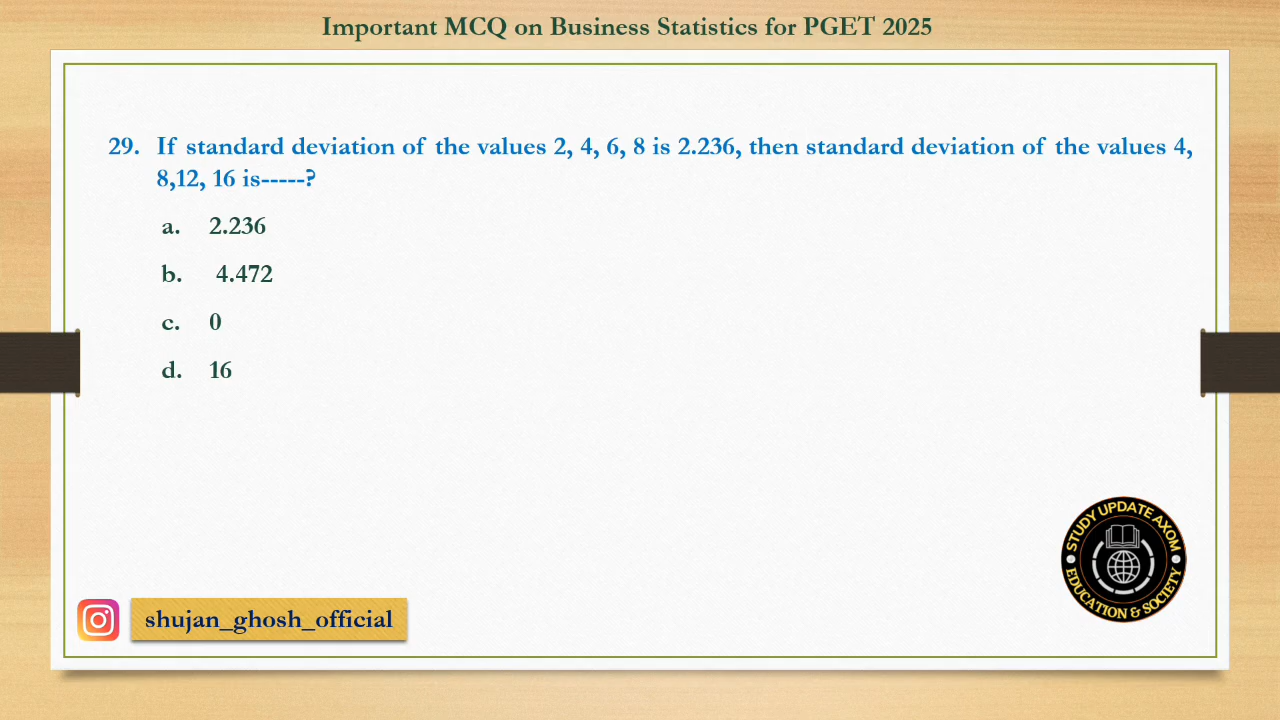 Important MCQ on Business Statistics for PGET 2025
29. If standard deviation of the values 2, 4, 6, 8 is 2.236, then standard deviation of the values 4,
8,12, 16 is-----?
a. 2.236
b. 4.472
c. 0
d. 16
STUDY UPDATE AXOM
EDUCATION & SOCIETY
shujan_ghosh_official